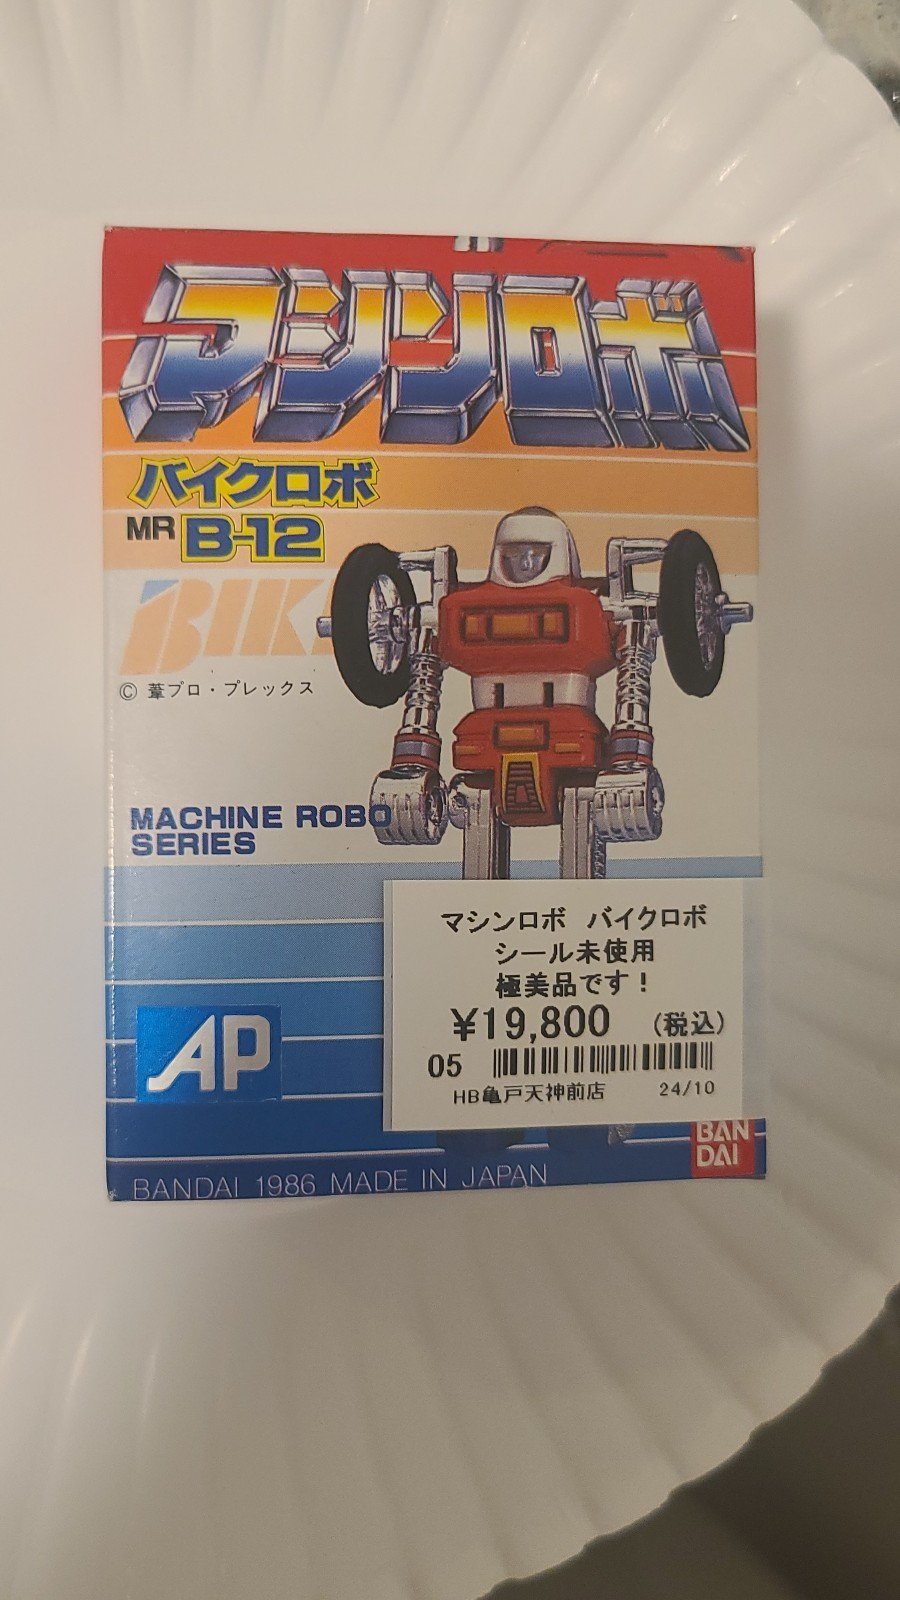 マシンロボ
バイクロボ
MR B-12
BIK
© 葦プロ・プレックス
MACHINE ROBO
SERIES
マシンロボ バイクロボ
シール未使用
極美品です!
¥19,800 (税込)
05
HB亀戸天神前店 24/10
AP
BAN
DAI
BANDAI 1986 MADE IN JAPAN